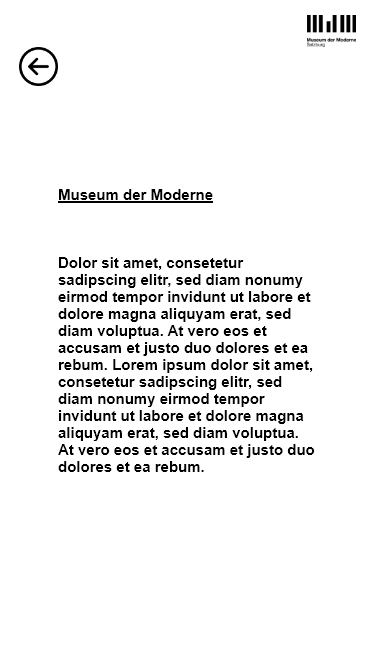 Museum der Moderne
Salzburg
Museum der Moderne
Dolor sit amet, consetetur
sadipscing elitr, sed diam nonumy
eirmod tempor invidunt ut labore et
dolore magna aliquyam erat, sed
diam voluptua. At vero eos et
accusam et justo duo dolores et ea
rebum. Lorem ipsum dolor sit amet,
consetetur sadipscing elitr, sed
diam nonumy eirmod tempor
invidunt ut labore et dolore magna
aliquyam erat, sed diam voluptua.
At vero eos et accusam et justo duo
dolores et ea rebum.